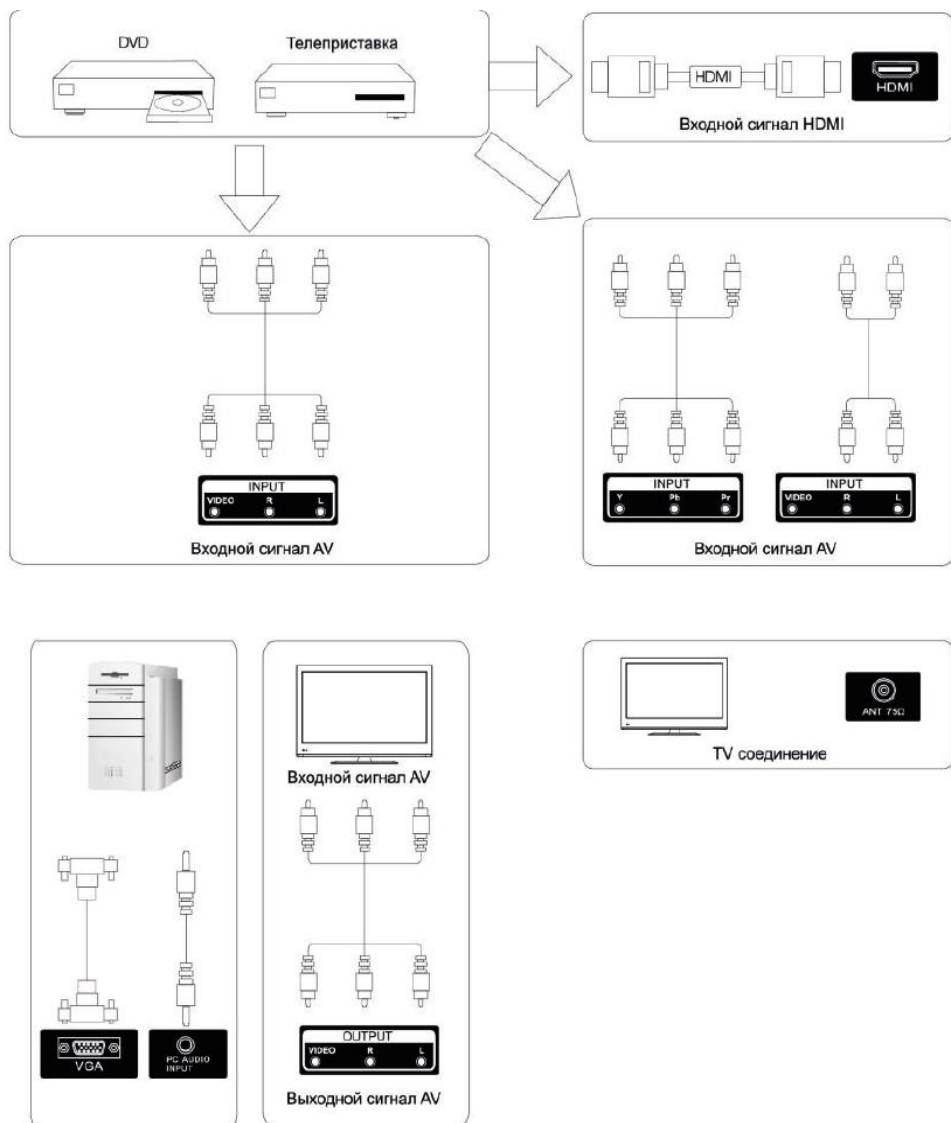 DVD
Телеприставка
HDMI
HDMI
Входной сигнал HDMI
INPUT
VIDEO R L
Входной сигнал AV
INPUT
Y Pb Pr
INPUT
VIDEO R L
Входной сигнал AV
VGA
PC AUDIO
INPUT
Входной сигнал AV
OUTPUT
VIDEO R L
Выходной сигнал AV
ANT 75Ω
TV соединение